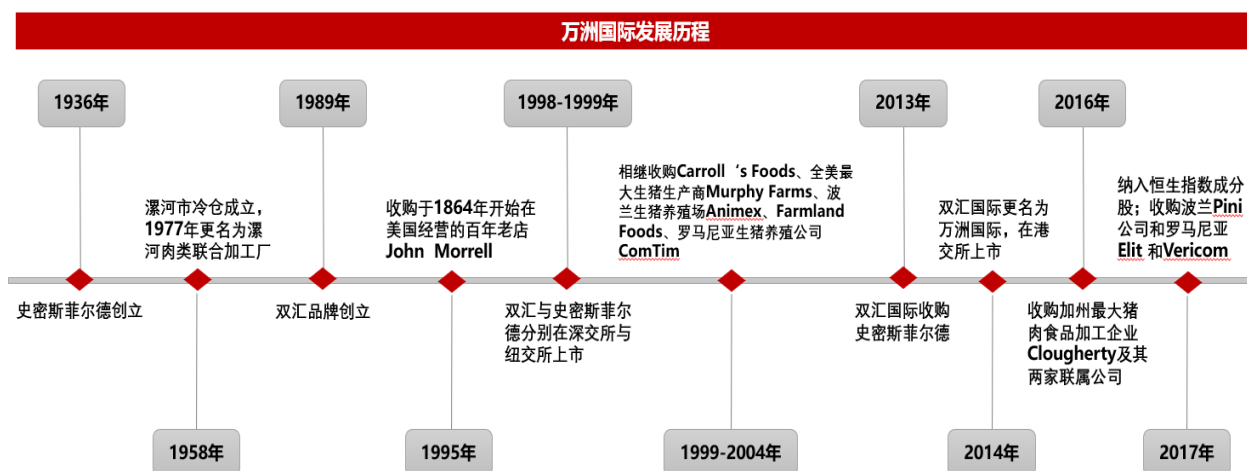 万洲国际发展历程
1936年
史密斯菲尔德创立
漯河市冷仓成立，
1977年更名为漯
河肉类联合加工厂
1958年
1989年
双汇品牌创立
收购于1864年开始在
美国经营的百年老店
John Morrell
1995年
1998-1999年
双汇与史密斯菲尔
德分别在深交所与
纽交所上市
相继收购Carroll‘s Foods、全美最
大生猪生产商Murphy Farms、波
兰生猪养殖场Animex、Farmland
Foods、罗马尼亚生猪养殖公司
ComTim
1999-2004年
2013年
双汇国际收购
史密斯菲尔德
双汇国际更名为
万洲国际，在港
交所上市
2014年
2016年
收购加州最大猪
肉食品加工企业
Clougherty及其
两家联属公司
纳入恒生指数成分
股；收购波兰Pini
公司和罗马尼亚
Elit 和Vericom
2017年